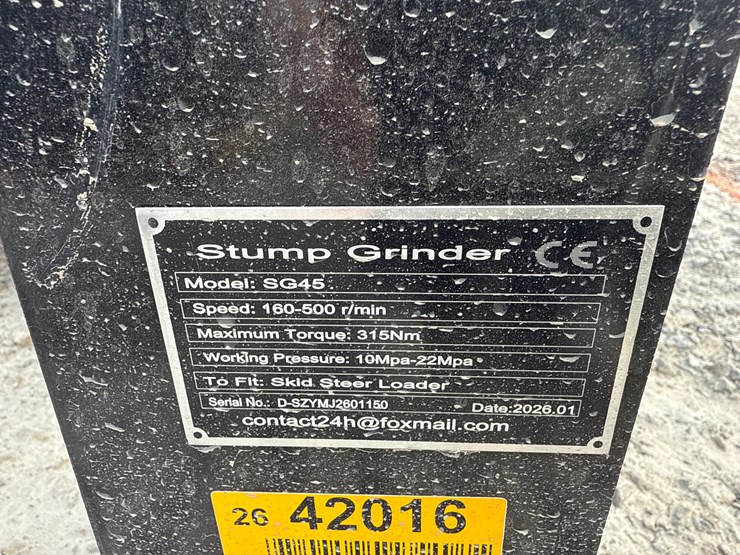 Stump Grinder CE
Model: SG45
Speed: 160-500 r/min
Maximum Torque: 315Nm
Working Pressure: 10Mpa-22Mpa
To Fit: Skid Steer Loader
Serial No.: D-SZYMJ2601150 Date:2026.01
contact24h@foxmail.com
26 42016